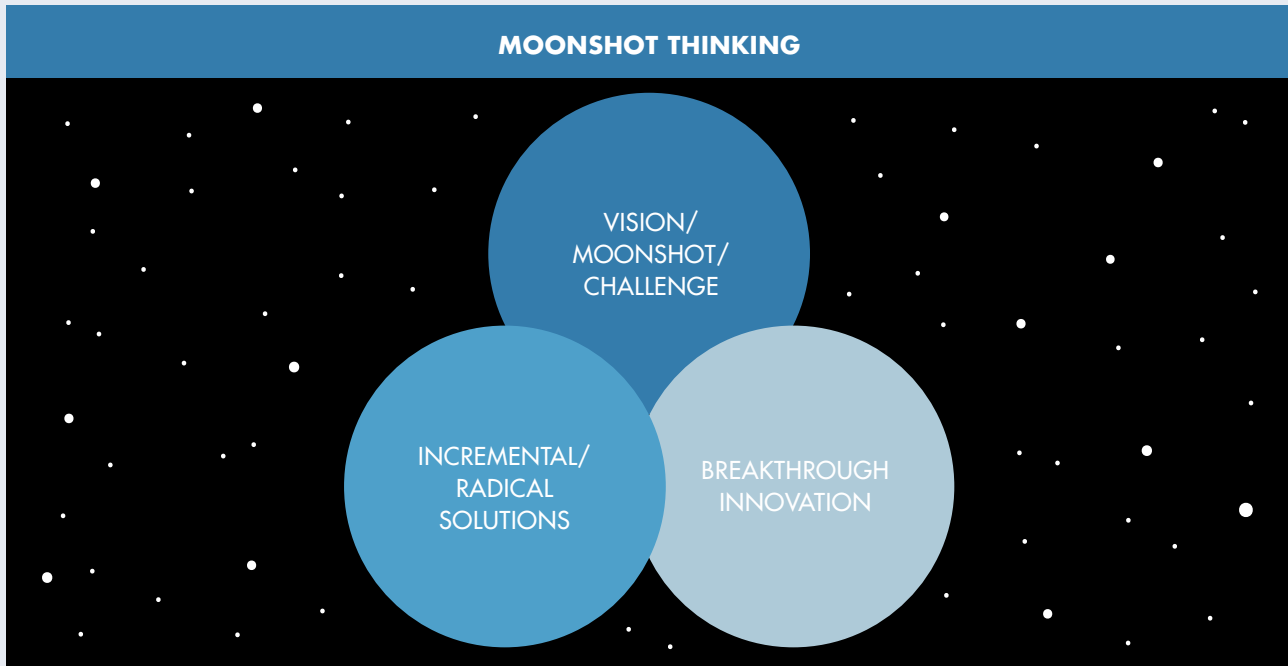 MOONSHOT THINKING
VISION/
MOONSHOT/
CHALLENGE
INCREMENTAL/
RADICAL
SOLUTIONS
BREAKTHROUGH
INNOVATION